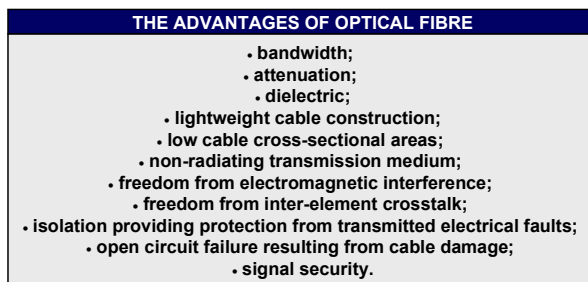 THE ADVANTAGES OF OPTICAL FIBRE
• bandwidth;
• attenuation;
• dielectric;
• lightweight cable construction;
• low cable cross-sectional areas;
• non-radiating transmission medium;
• freedom from electromagnetic interference;
• freedom from inter-element crosstalk;
• isolation providing protection from transmitted electrical faults;
• open circuit failure resulting from cable damage;
• signal security.